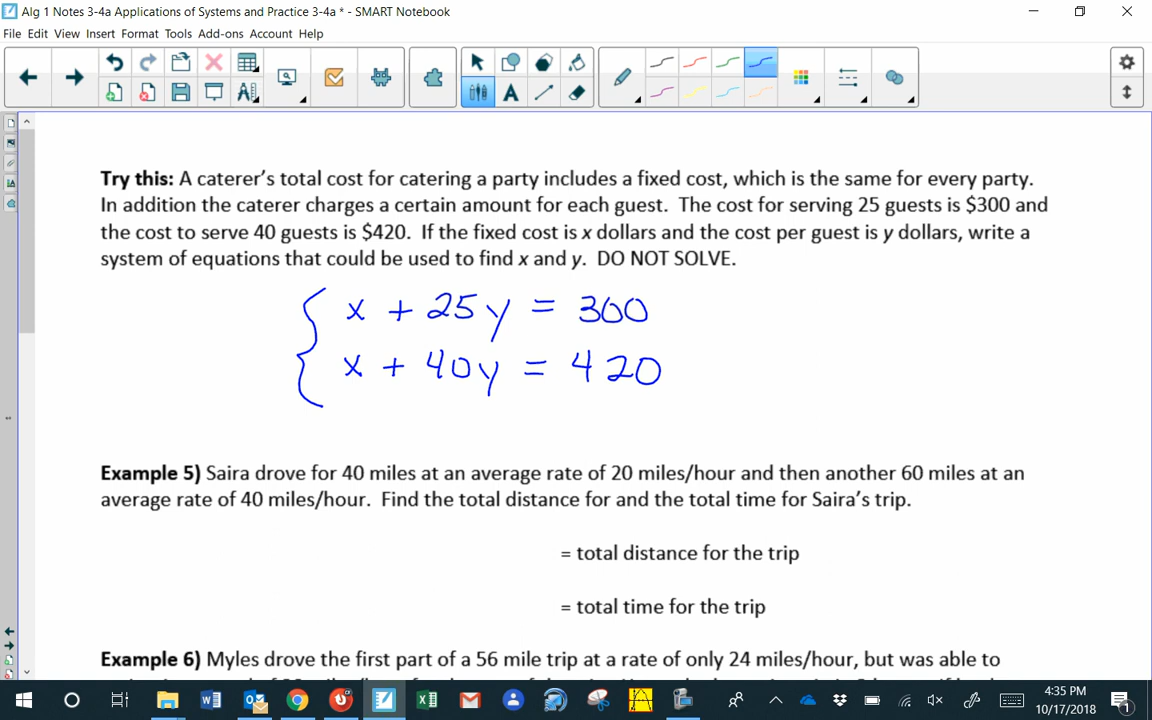 Alg 1 Notes 3-4a Applications of Systems and Practice 3-4a * - SMART Notebook
File Edit View Insert Format Tools Add-ons Account Help
Try this: A caterer's total cost for catering a party includes a fixed cost, which is the same for every party.
In addition the caterer charges a certain amount for each guest. The cost for serving 25 guests is $300 and
the cost to serve 40 guests is $420. If the fixed cost is x dollars and the cost per guest is y dollars, write a
system of equations that could be used to find x and y. DO NOT SOLVE.
x + 25y = 300
x + 40y = 420
Example 5) Saira drove for 40 miles at an average rate of 20 miles/hour and then another 60 miles at an
average rate of 40 miles/hour. Find the total distance for and the total time for Saira's trip.
= total distance for the trip
= total time for the trip
Example 6) Myles drove the first part of a 56 mile trip at a rate of only 24 miles/hour, but was able to
4:35 PM
10/17/2018